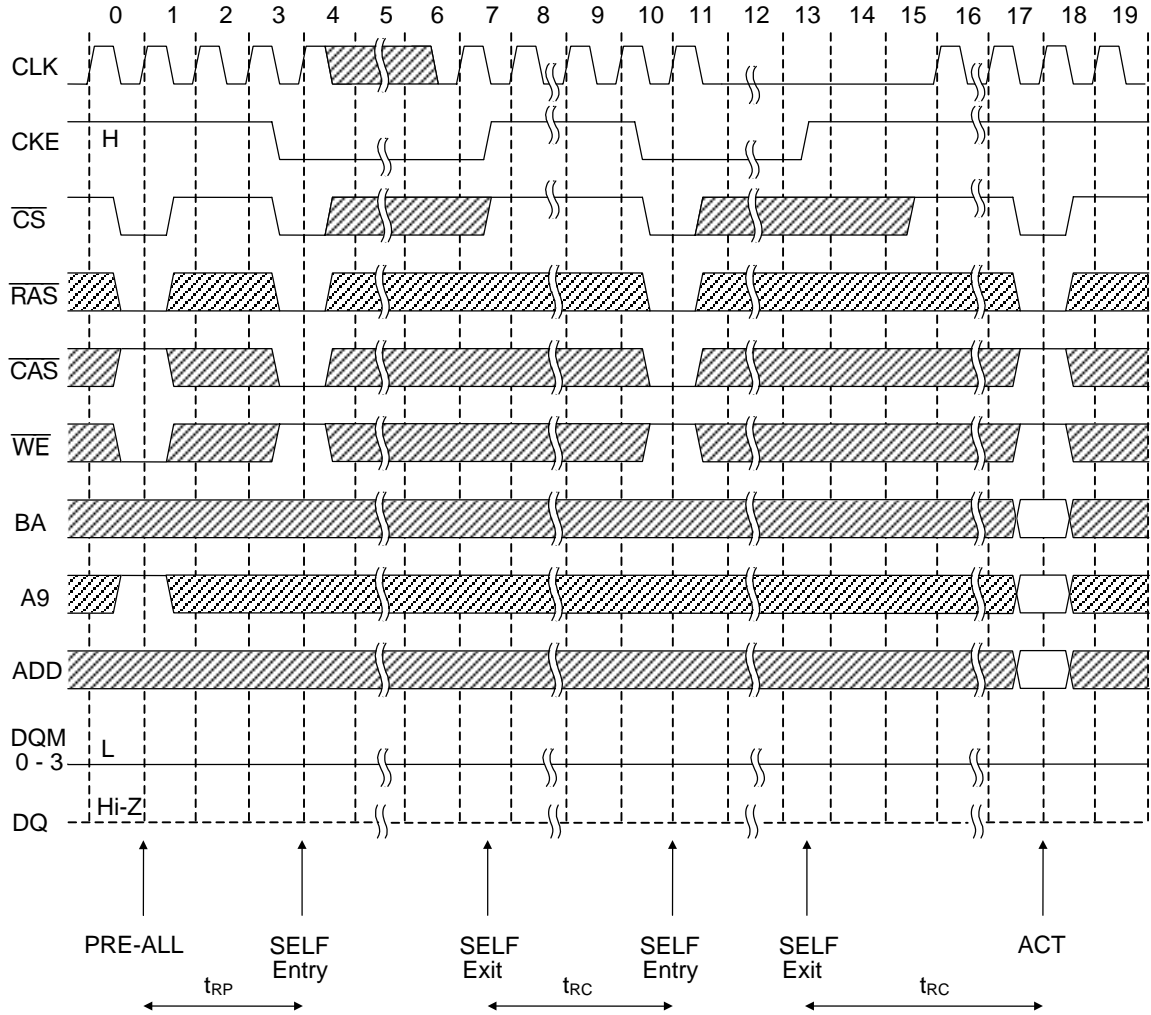 0 1 2 3 4 5 6 7 8 9 10 11 12 13 14 15 16 17 18 19
CLK
CKE H
CS
RAS
CAS
WE
BA
A9
ADD
DQM
0 - 3 L
Hi-Z
DQ
PRE-ALL SELF SELF SELF SELF ACT
Entry Exit Entry Exit
tRP tRC tRC